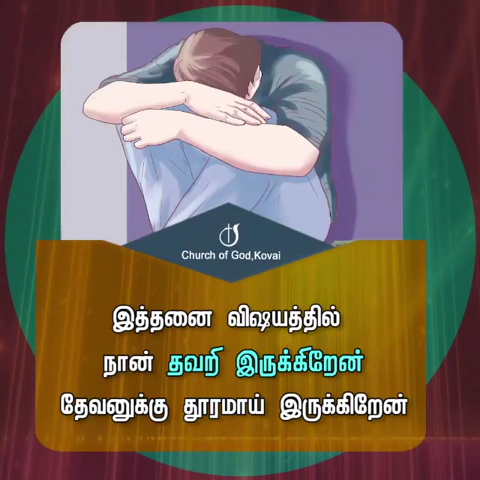 Church of God,Kovai
இத்தனை விஷயத்தில்
நான் தவறி இருக்கிறேன்
தேவனுக்கு தூரமாய் இருக்கிறேன்